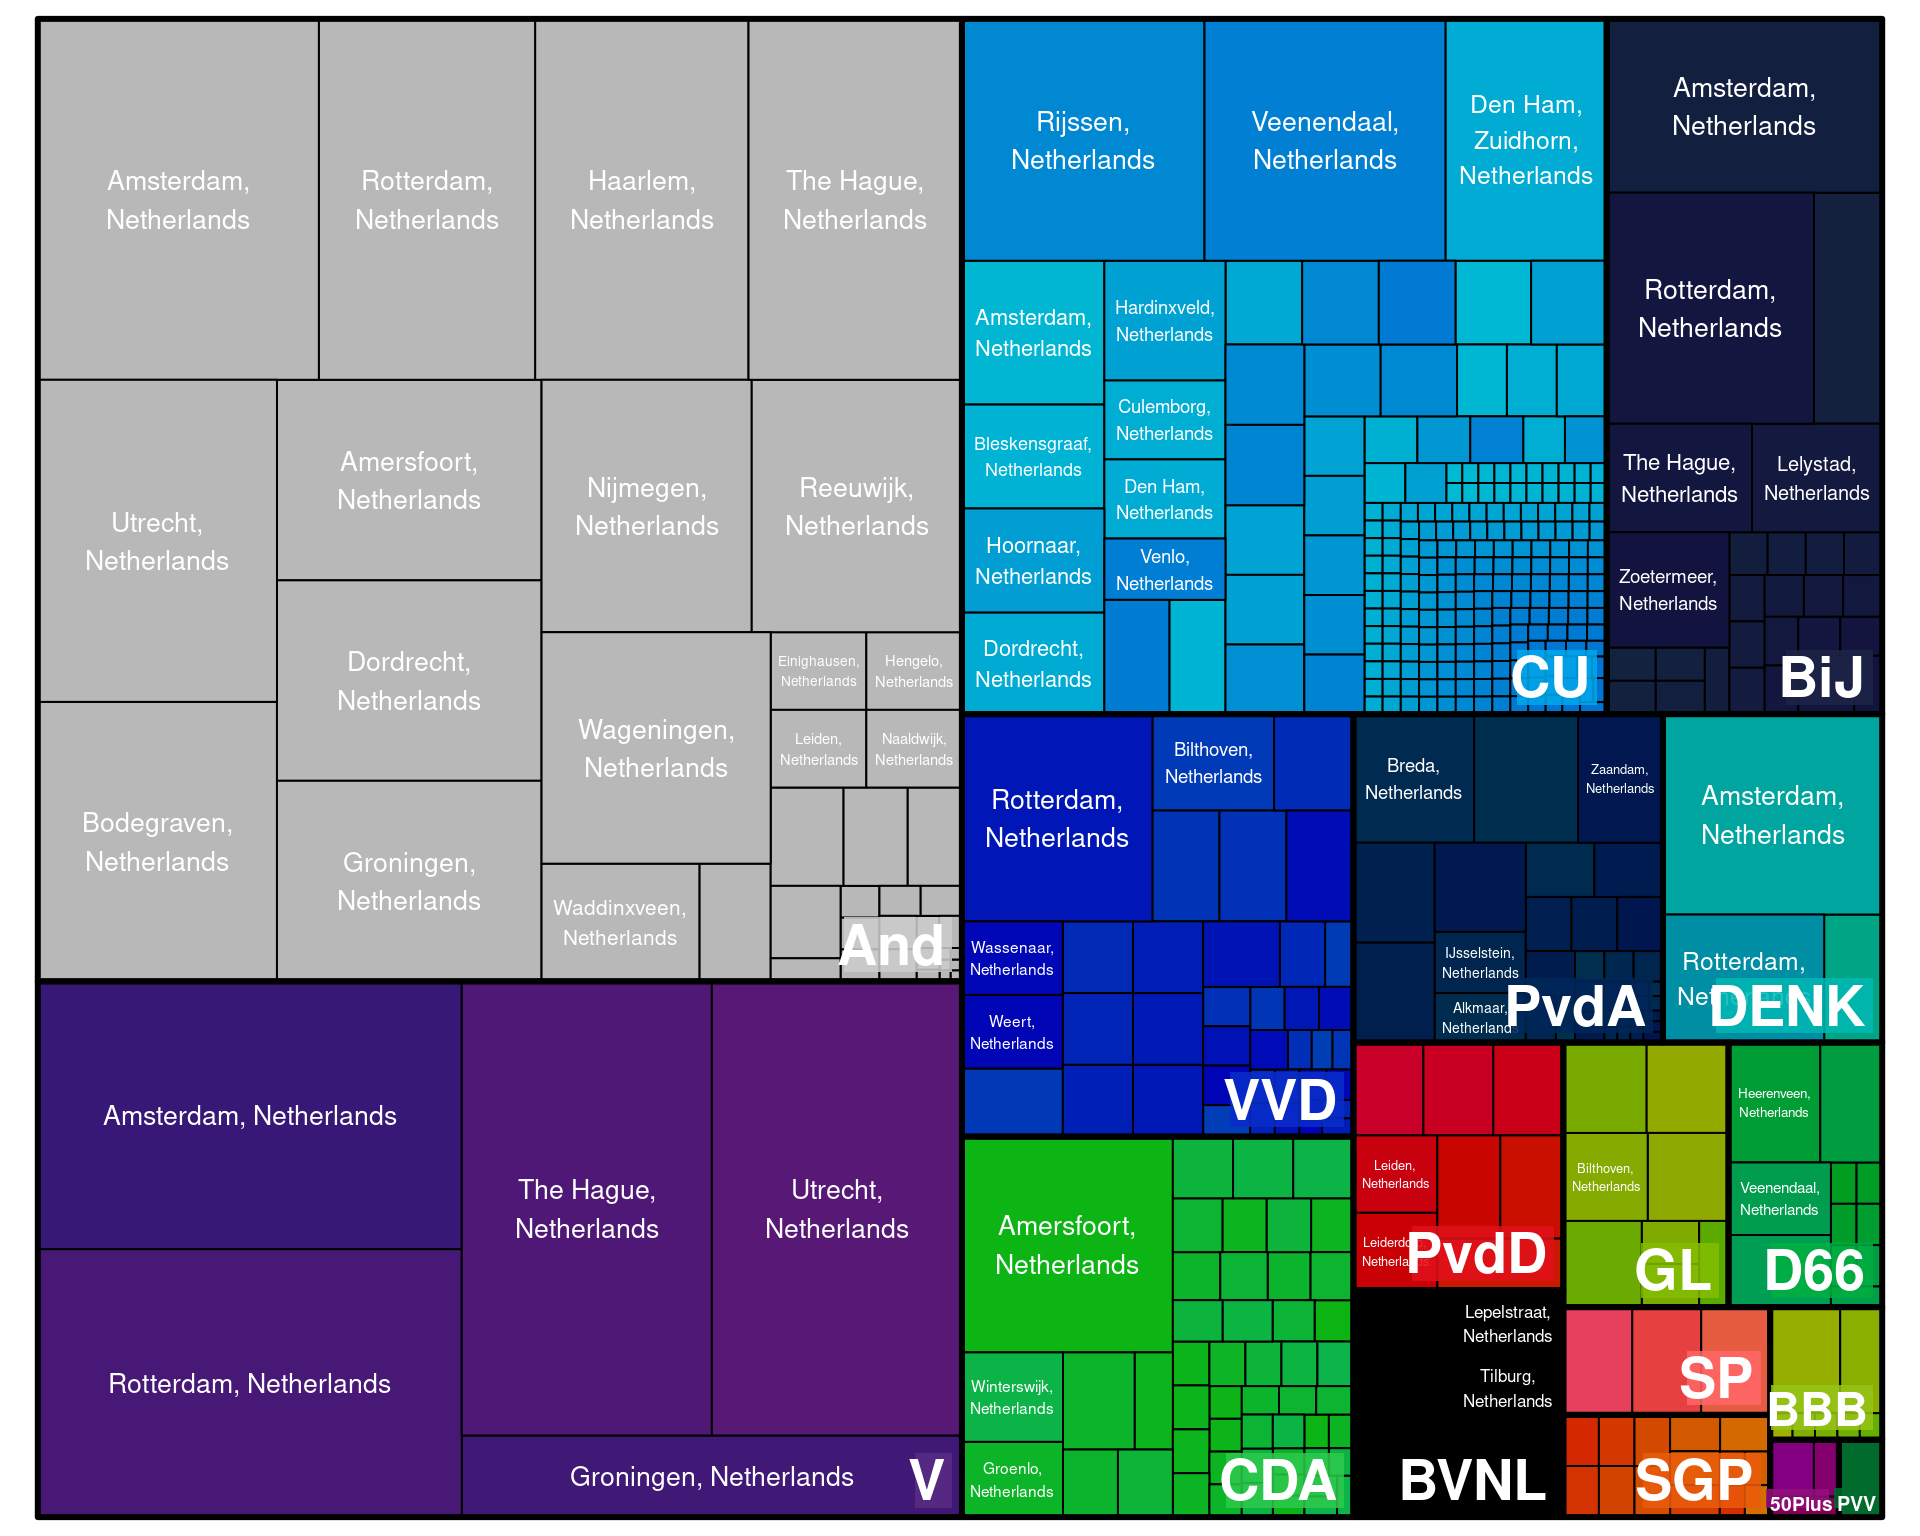 Amsterdam,
Netherlands
Rotterdam,
Netherlands
Haarlem,
Netherlands
The Hague,
Netherlands
Utrecht,
Netherlands
Amersfoort,
Netherlands
Nijmegen,
Netherlands
Reeuwijk,
Netherlands
Dordrecht,
Netherlands
Bodegraven,
Netherlands
Groningen,
Netherlands
Wageningen,
Netherlands
Einighausen,
Netherlands
Hengelo,
Netherlands
Leiden,
Netherlands
Naaldwijk,
Netherlands
Waddinxveen,
Netherlands
And
Amsterdam, Netherlands
Rotterdam, Netherlands
The Hague,
Netherlands
Utrecht,
Netherlands
Groningen, Netherlands
V
Rijssen,
Netherlands
Veenendaal,
Netherlands
Den Ham,
Zuidhorn,
Netherlands
Amsterdam,
Netherlands
Hardinxveld,
Netherlands
Culemborg,
Netherlands
Bleskensgraaf,
Netherlands
Den Ham,
Netherlands
Hoornaar,
Netherlands
Venlo,
Netherlands
Dordrecht,
Netherlands
CU
Amsterdam,
Netherlands
Rotterdam,
Netherlands
The Hague,
Netherlands
Lelystad,
Netherlands
Zoetermeer,
Netherlands
BiJ
Rotterdam,
Netherlands
Bilthoven,
Netherlands
Wassenaar,
Netherlands
Weert,
Netherlands
VVD
Breda,
Netherlands
Zaandam,
Netherlands
IJsselstein,
Netherlands
Alkmaar,
Netherlands
PvdA
Amsterdam,
Netherlands
Rotterdam,
Netherlands
DENK
Amersfoort,
Netherlands
Winterswijk,
Netherlands
Groenlo,
Netherlands
CDA
Leiden,
Netherlands
Leiderdorp,
Netherlands
PvdD
Bilthoven,
Netherlands
GL
Heerenveen,
Netherlands
Veenendaal,
Netherlands
D66
Lepelstraat,
Netherlands
Tilburg,
Netherlands
BVNL
SP
BBB
SGP
50Plus
PVV